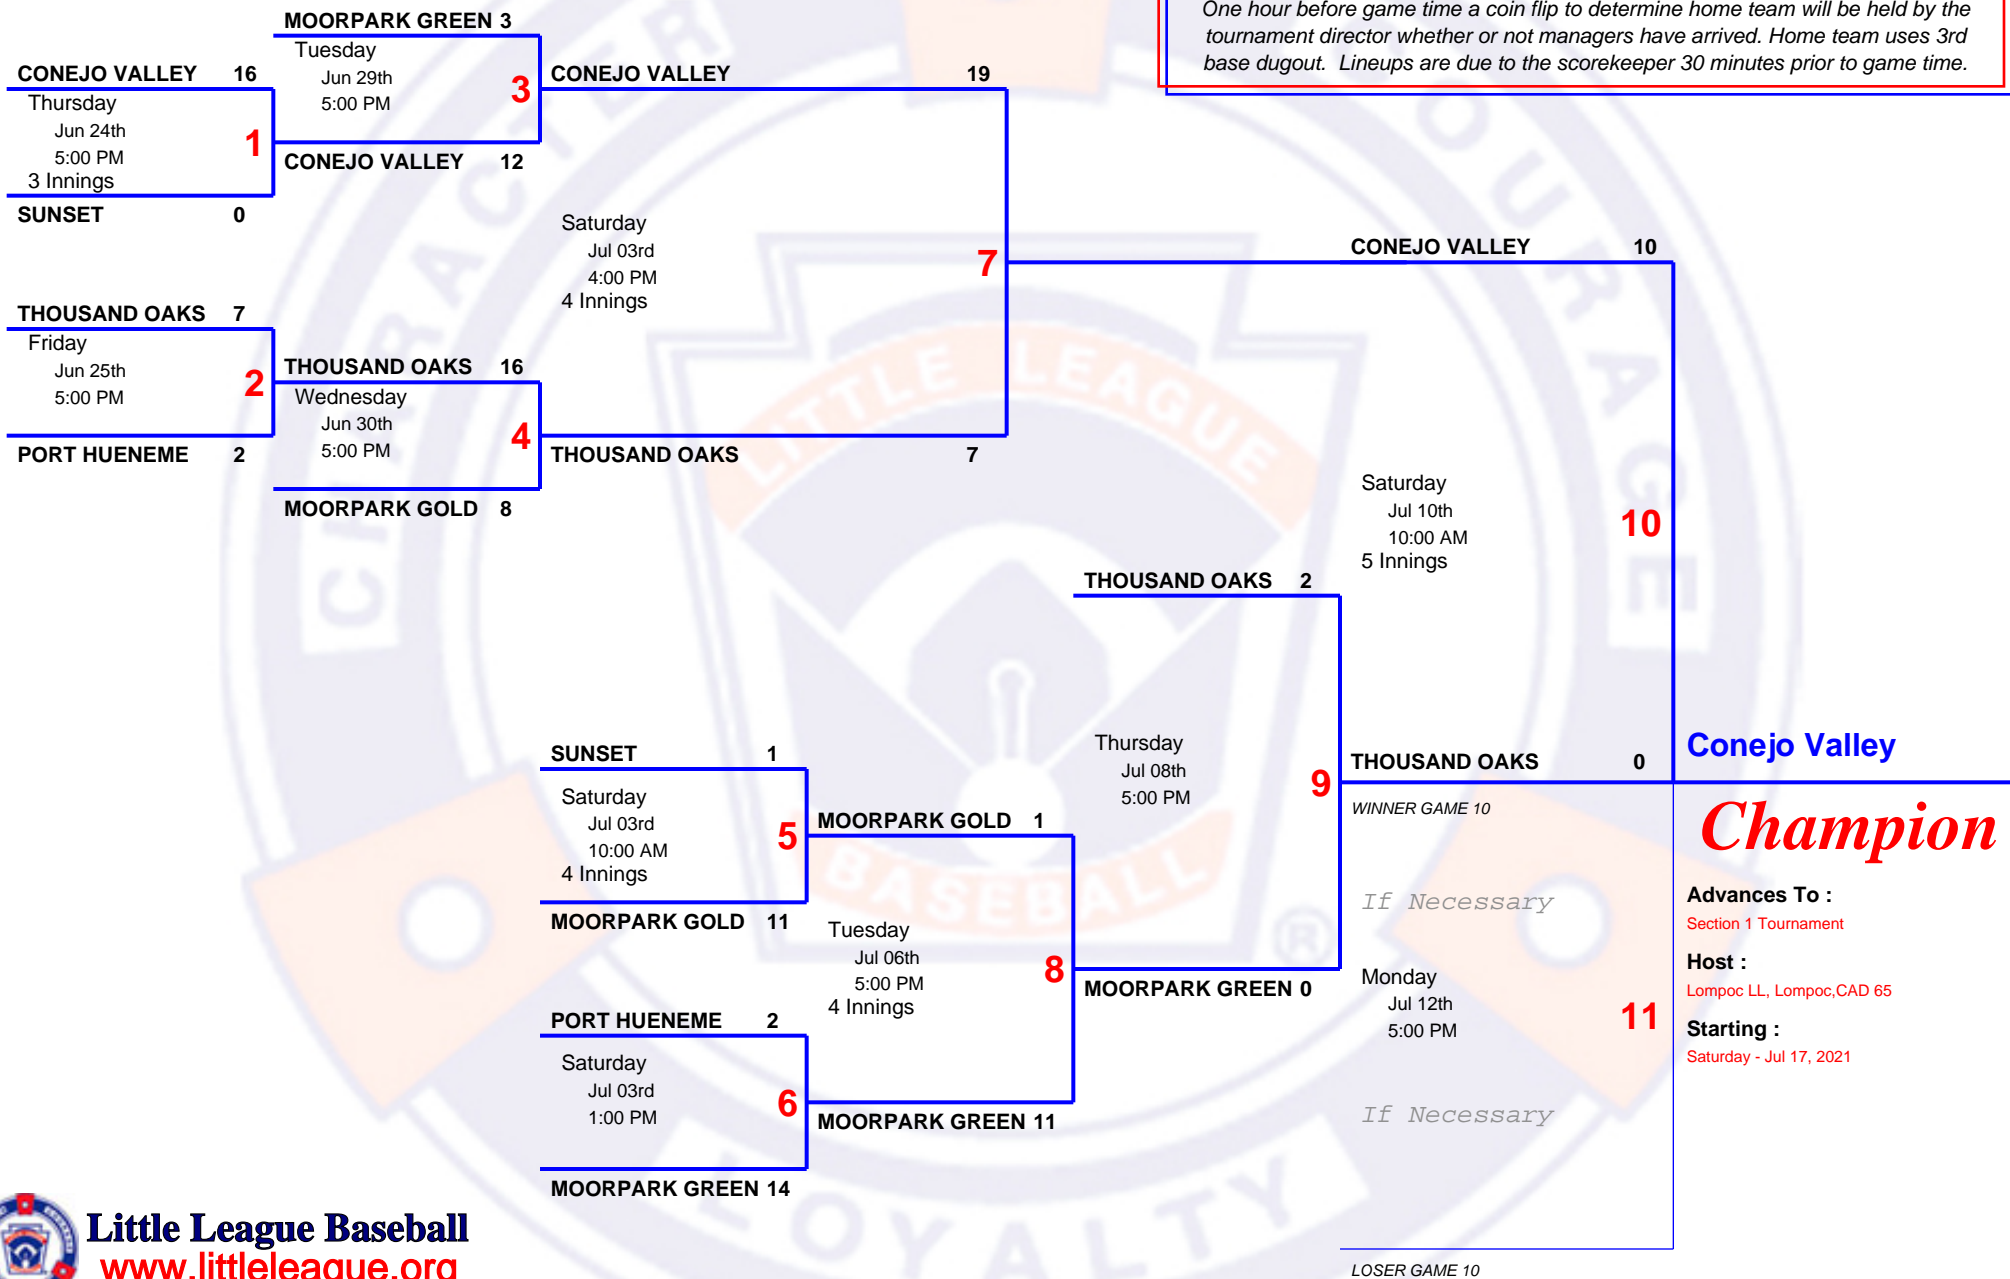 One hour before game time a coin flip to determine home team will be held by the
tournament director whether or not managers have arrived. Home team uses 3rd
base dugout.  Lineups are due to the scorekeeper 30 minutes prior to game time.
MOORPARK GREEN 3
Tuesday
Jun 29th
5:00 PM
3
CONEJO VALLEY 12
CONEJO VALLEY 16
Thursday
Jun 24th
5:00 PM
3 Innings
1
SUNSET 0
CONEJO VALLEY 19
Saturday
Jul 03rd
4:00 PM
4 Innings
7
THOUSAND OAKS 7
THOUSAND OAKS 7
Friday
Jun 25th
5:00 PM
2
PORT HUENEME 2
THOUSAND OAKS 16
Wednesday
Jun 30th
5:00 PM
4
MOORPARK GOLD 8
CONEJO VALLEY 10
Saturday
Jul 10th
10:00 AM
5 Innings
10
THOUSAND OAKS 0
THOUSAND OAKS 2
Thursday
Jul 08th
5:00 PM
9
MOORPARK GREEN 0
SUNSET 1
Saturday
Jul 03rd
10:00 AM
4 Innings
5
MOORPARK GOLD 11
MOORPARK GOLD 1
Tuesday
Jul 06th
5:00 PM
4 Innings
8
MOORPARK GREEN 11
PORT HUENEME 2
Saturday
Jul 03rd
1:00 PM
6
MOORPARK GREEN 14
WINNER GAME 10
If Necessary
Monday
Jul 12th
5:00 PM
11
If Necessary
LOSER GAME 10
Conejo Valley
Champion
Advances To :
Section 1 Tournament
Host :
Lompoc LL, Lompoc,CAD 65
Starting :
Saturday - Jul 17, 2021
CHARACTER
COURAGE
LOYALTY
LITTLE LEAGUE
BASEBALL
®
Little League Baseball
www.littleleague.org